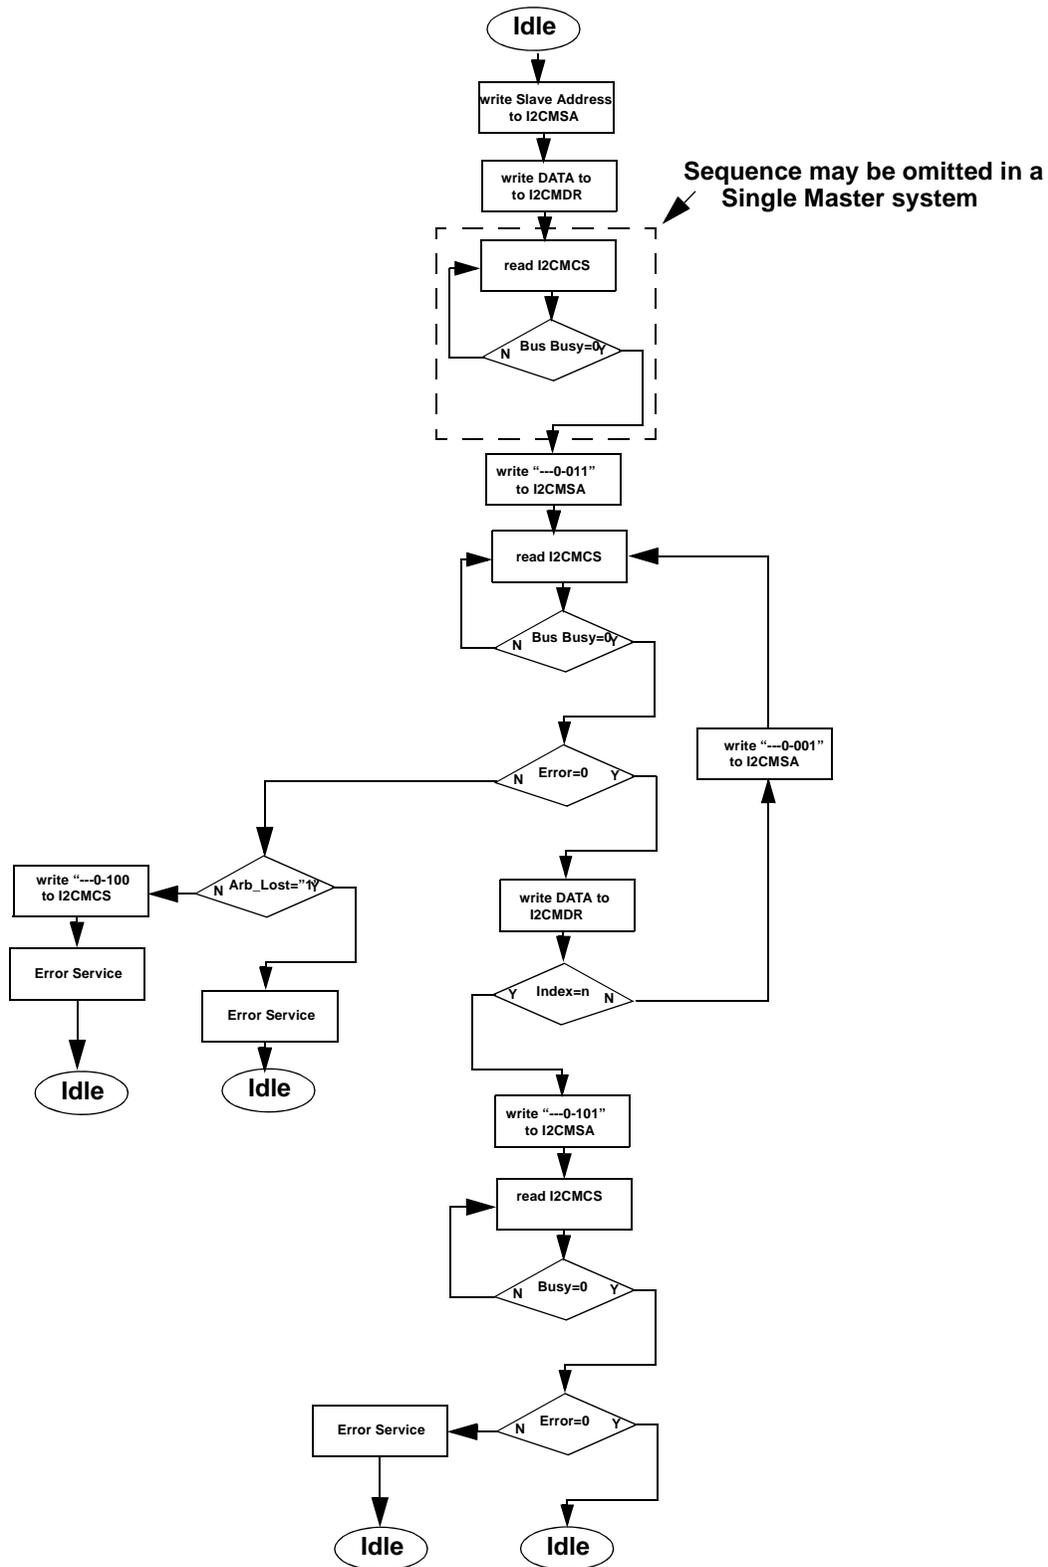 Idle
write Slave Address
to I2CMSA
write DATA to
to I2CMDR
Sequence may be omitted in a
Single Master system
read I2CMCS
N Bus Busy=0 Y
write “---0-011”
to I2CMSA
read I2CMCS
N Bus Busy=0 Y
write “---0-001”
to I2CMSA
N Error=0 Y
write “---0-100
to I2CMCS
N Arb_Lost=”1’ Y
write DATA to
I2CMDR
Error Service
Y Index=n N
Error Service
Idle
Idle
write “---0-101”
to I2CMSA
read I2CMCS
N Busy=0 Y
N Error=0 Y
Error Service
Idle
Idle